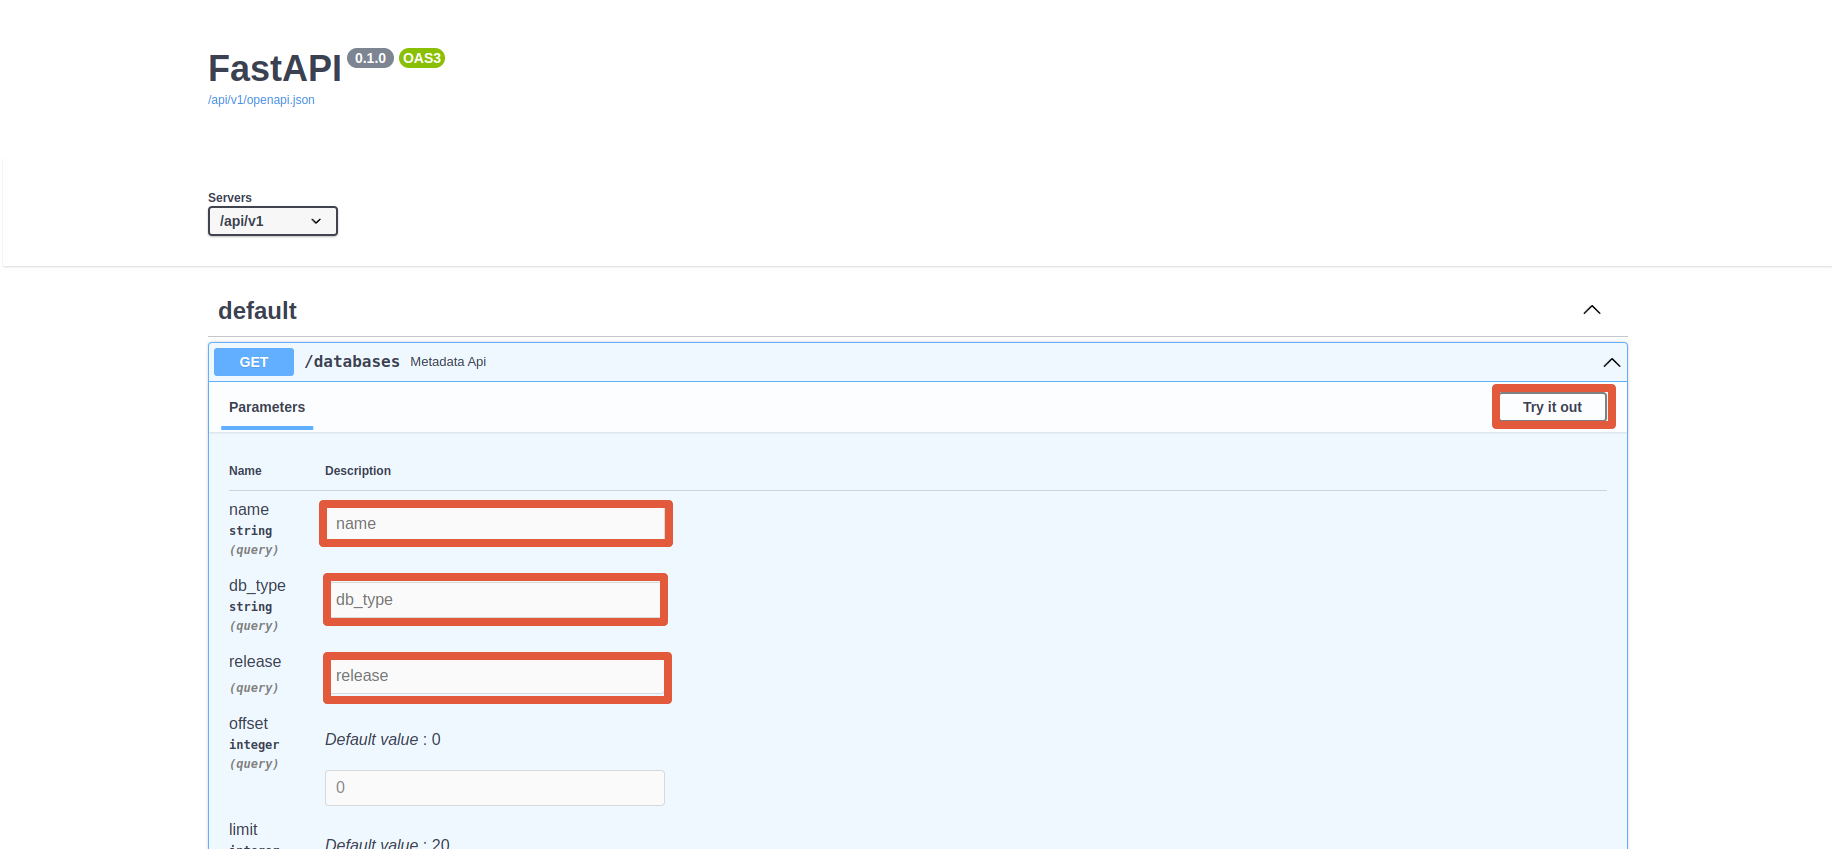 FastAPI 0.1.0 OAS3
/api/v1/openapi.json
Servers
/api/v1
default
GET /databases Metadata Api
Parameters
Try it out
Name Description
name
string
(query)
name
db_type
string
(query)
db_type
release
(query)
release
offset
integer
(query)
Default value : 0
0
limit
integer
Default value : 20